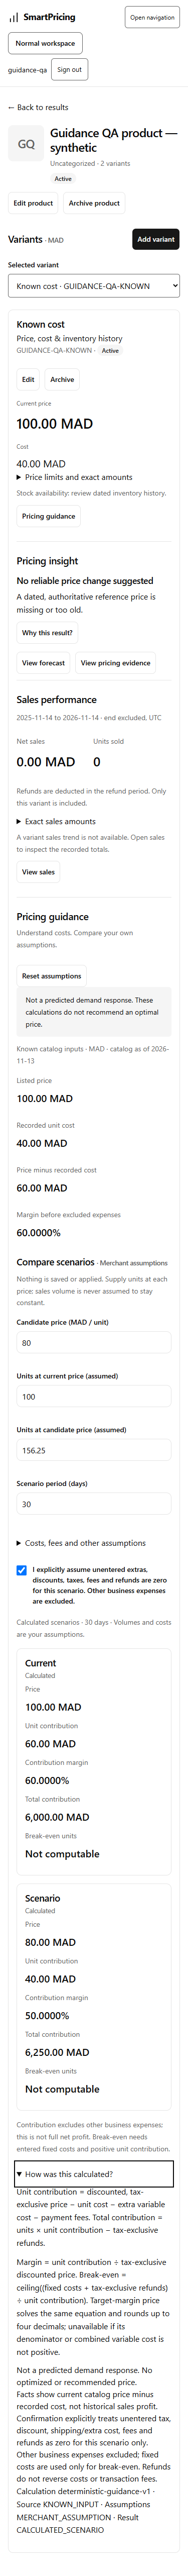 SmartPricing
Open navigation
Normal workspace
guidance-qa
Sign out
← Back to results
GQ
Guidance QA product —
synthetic
Uncategorized · 2 variants
Active
Edit product
Archive product
Variants · MAD
Add variant
Selected variant
Known cost · GUIDANCE-QA-KNOWN
Known cost
Price, cost & inventory history
GUIDANCE-QA-KNOWN · Active
Edit
Archive
Current price
100.00 MAD
Cost
40.00 MAD
▶ Price limits and exact amounts
Stock availability: review dated inventory history.
Pricing guidance
Pricing insight
No reliable price change suggested
A dated, authoritative reference price is
missing or too old.
Why this result?
View forecast
View pricing evidence
Sales performance
2025-11-14 to 2026-11-14 · end excluded, UTC
Net sales
Units sold
0.00 MAD
0
Refunds are deducted in the refund period. Only
this variant is included.
▶ Exact sales amounts
A variant sales trend is not available. Open sales
to inspect the recorded totals.
View sales
Pricing guidance
Understand costs. Compare your own
assumptions.
Reset assumptions
Not a predicted demand response. These
calculations do not recommend an optimal
price.
Known catalog inputs · MAD · catalog as of 2026-
11-13
Listed price
100.00 MAD
Recorded unit cost
40.00 MAD
Price minus recorded cost
60.00 MAD
Margin before excluded expenses
60.0000%
Compare scenarios · Merchant assumptions
Nothing is saved or applied. Supply units at each
price; sales volume is never assumed to stay
constant.
Candidate price (MAD / unit)
80
Units at current price (assumed)
100
Units at candidate price (assumed)
156.25
Scenario period (days)
30
▶ Costs, fees and other assumptions
I explicitly assume unentered extras,
discounts, taxes, fees and refunds are zero
for this scenario. Other business expenses
are excluded.
Calculated scenarios · 30 days · Volumes and costs
are your assumptions.
Current
Calculated
Price
100.00 MAD
Unit contribution
60.00 MAD
Contribution margin
60.0000%
Total contribution
6,000.00 MAD
Break-even units
Not computable
Scenario
Calculated
Price
80.00 MAD
Unit contribution
40.00 MAD
Contribution margin
50.0000%
Total contribution
6,250.00 MAD
Break-even units
Not computable
Contribution excludes other business expenses;
this is not full net profit. Break-even needs
entered fixed costs and positive unit contribution.
▼ How was this calculated?
Unit contribution = discounted, tax-
exclusive price − unit cost − extra variable
cost − payment fees. Total contribution =
units × unit contribution − tax-exclusive
refunds.
Margin = unit contribution ÷ tax-exclusive
discounted price. Break-even =
ceiling((fixed costs + tax-exclusive refunds)
÷ unit contribution). Target-margin price
solves the same equation and rounds up to
four decimals; unavailable if its
denominator or combined variable cost is
not positive.
Not a predicted demand response. No
optimized or recommended price.
Facts show current catalog price minus
recorded cost, not historical sales profit.
Confirmation explicitly treats unentered tax,
discount, shipping/extra cost, fees and
refunds as zero for this scenario only.
Other business expenses excluded; fixed
costs are used only for break-even. Refunds
do not reverse costs or transaction fees.
Calculation deterministic-guidance-v1 ·
Source KNOWN_INPUT · Assumptions
MERCHANT_ASSUMPTION · Result
CALCULATED_SCENARIO